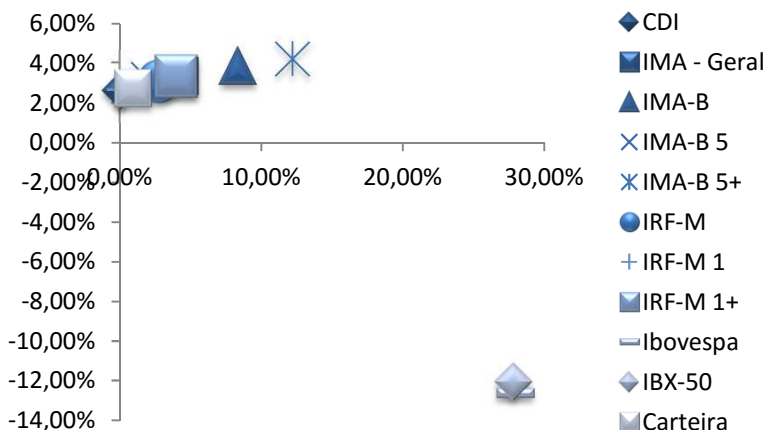 6,00%
4,00%
2,00%
0,00%
-2,00%
-4,00%
-6,00%
-8,00%
-10,00%
-12,00%
-14,00%
0,00% 10,00% 20,00% 30,00%
CDI
IMA - Geral
IMA-B
IMA-B 5
IMA-B 5+
IRF-M
IRF-M 1
IRF-M 1+
Ibovespa
IBX-50
Carteira